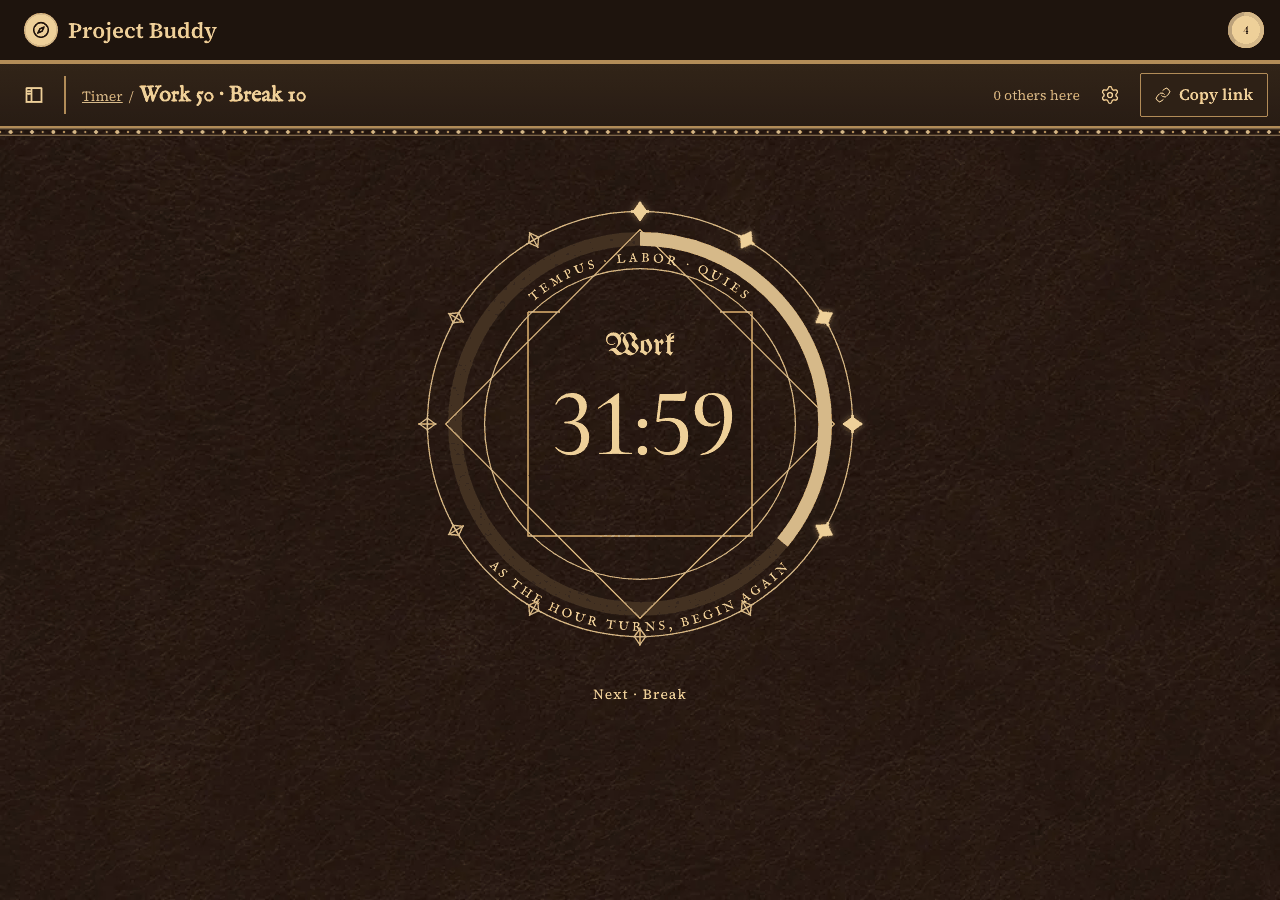 Project Buddy
4
Timer / Work 50 · Break 10
0 others here
Copy link
TEMPUS · LABOR · QUIES
Work
31:59
AS THE HOUR TURNS, BEGIN AGAIN
Next · Break